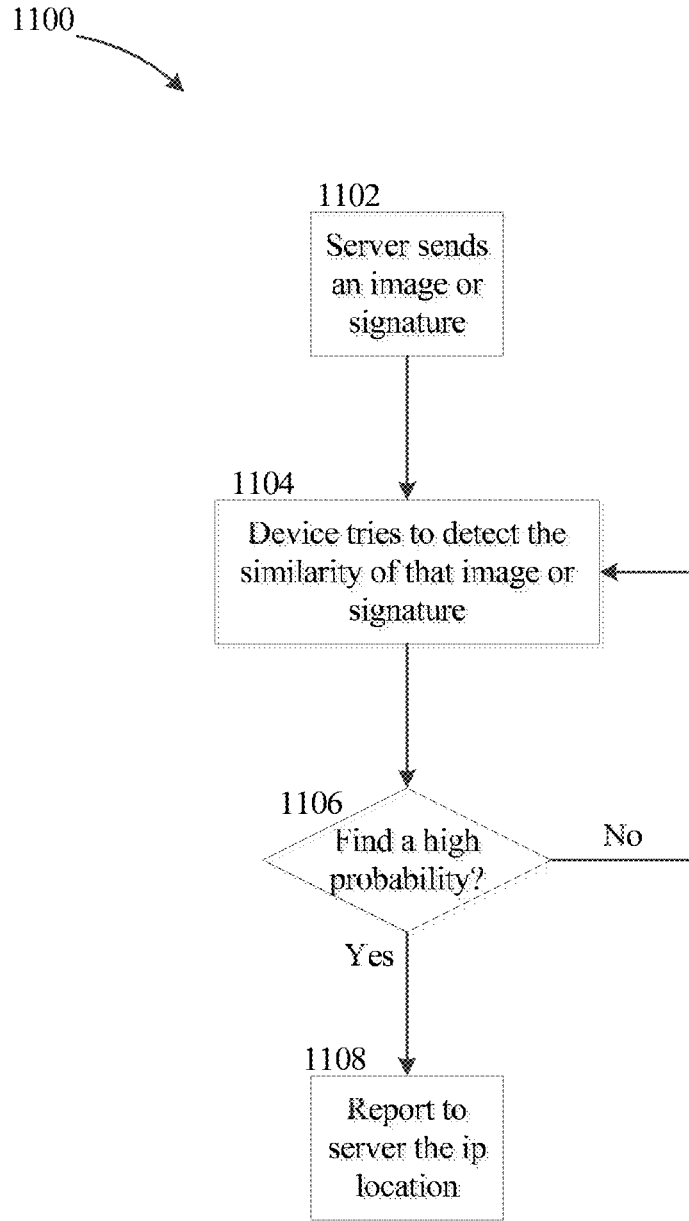 1100
1102
Server sends
an image or
signature
1104
Device tries to detect the
similarity of that image or
signature
1106
Find a high
probability?
No
Yes
1108
Report to
server the ip
location